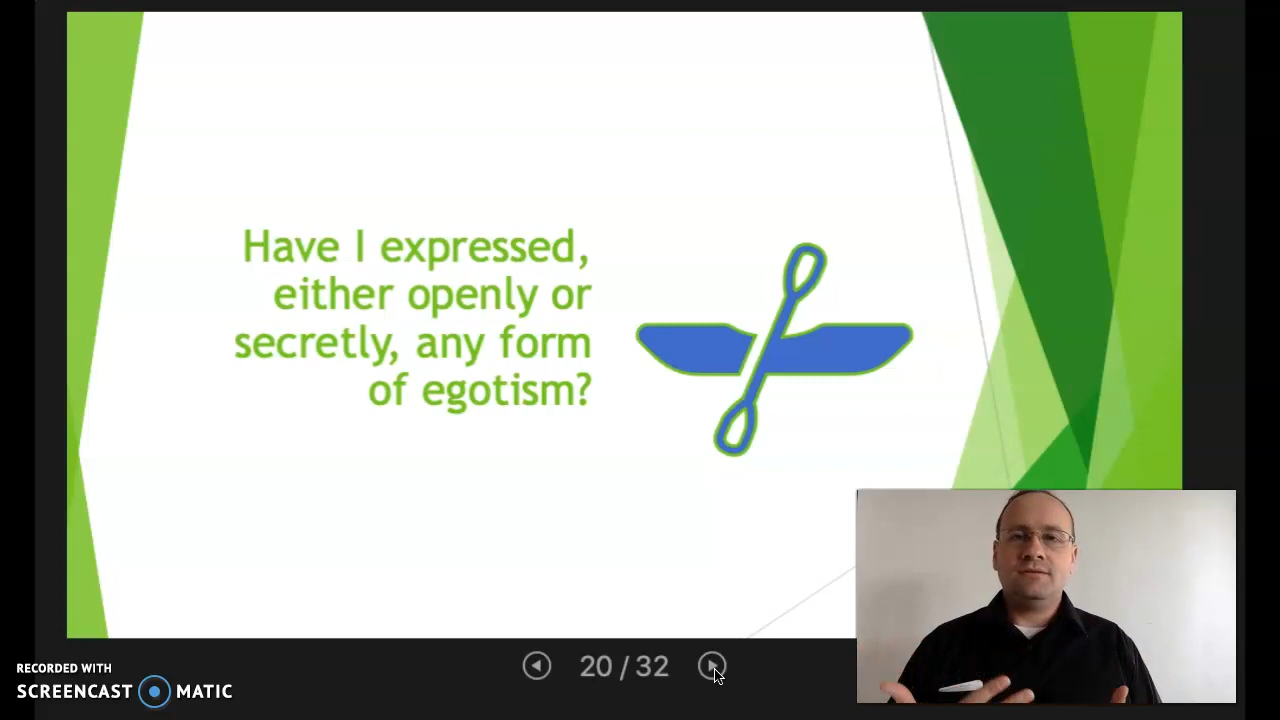 Have I expressed,
either openly or
secretly, any form
of egotism?
20 / 32
RECORDED WITH
SCREENCAST MATIC